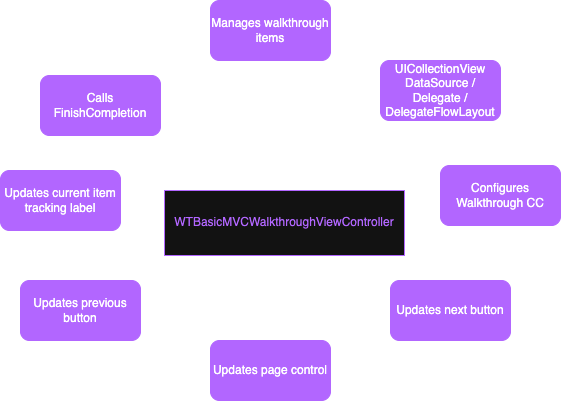 Manages walkthrough
items
UICollectionView
DataSource /
Delegate /
DelegateFlowLayout
Calls
FinishCompletion
Updates current item
tracking label
Configures
Walkthrough CC
WTBasicMVCWalkthroughViewController
Updates previous
button
Updates next button
Updates page control